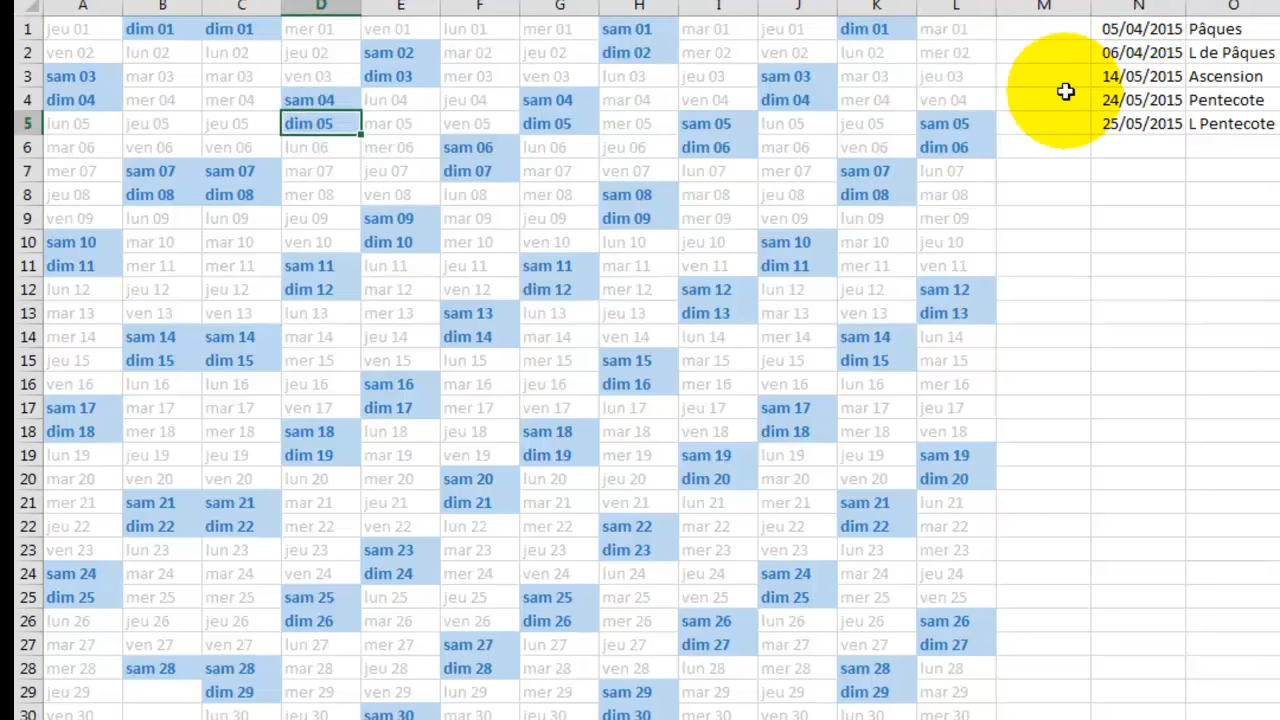 A B C D E F G H I J K L M N O
1 jeu 01 dim 01 dim 01 mer 01 ven 01 lun 01 mer 01 sam 01 mar 01 jeu 01 dim 01 mar 01 05/04/2015 Pâques
2 ven 02 lun 02 lun 02 jeu 02 sam 02 mar 02 jeu 02 dim 02 mer 02 ven 02 lun 02 mer 02 06/04/2015 L de Pâques
3 sam 03 mar 03 mar 03 ven 03 dim 03 mer 03 ven 03 lun 03 jeu 03 sam 03 mar 03 jeu 03 14/05/2015 Ascension
4 dim 04 mer 04 mer 04 sam 04 lun 04 jeu 04 sam 04 mar 04 ven 04 dim 04 mer 04 ven 04 24/05/2015 Pentecote
5 lun 05 jeu 05 jeu 05 dim 05 mar 05 ven 05 dim 05 mer 05 sam 05 lun 05 jeu 05 sam 05 25/05/2015 L Pentecote
6 mar 06 ven 06 ven 06 lun 06 mer 06 sam 06 lun 06 jeu 06 dim 06 mar 06 ven 06 dim 06
7 mer 07 sam 07 sam 07 mar 07 jeu 07 dim 07 mar 07 ven 07 lun 07 mer 07 sam 07 lun 07
8 jeu 08 dim 08 dim 08 mer 08 ven 08 lun 08 mer 08 sam 08 mar 08 jeu 08 dim 08 mar 08
9 ven 09 lun 09 lun 09 jeu 09 sam 09 mar 09 jeu 09 dim 09 mer 09 ven 09 lun 09 mer 09
10 sam 10 mar 10 mar 10 ven 10 dim 10 mer 10 ven 10 lun 10 jeu 10 sam 10 mar 10 jeu 10
11 dim 11 mer 11 mer 11 sam 11 lun 11 jeu 11 sam 11 mar 11 ven 11 dim 11 mer 11 ven 11
12 lun 12 jeu 12 jeu 12 dim 12 mar 12 ven 12 dim 12 mer 12 sam 12 lun 12 jeu 12 sam 12
13 mar 13 ven 13 ven 13 lun 13 mer 13 sam 13 lun 13 jeu 13 dim 13 mar 13 ven 13 dim 13
14 mer 14 sam 14 sam 14 mar 14 jeu 14 dim 14 mar 14 ven 14 lun 14 mer 14 sam 14 lun 14
15 jeu 15 dim 15 dim 15 mer 15 ven 15 lun 15 mer 15 sam 15 mar 15 jeu 15 dim 15 mar 15
16 ven 16 lun 16 lun 16 jeu 16 sam 16 mar 16 jeu 16 dim 16 mer 16 ven 16 lun 16 mer 16
17 sam 17 mar 17 mar 17 ven 17 dim 17 mer 17 ven 17 lun 17 jeu 17 sam 17 mar 17 jeu 17
18 dim 18 mer 18 mer 18 sam 18 lun 18 jeu 18 sam 18 mar 18 ven 18 dim 18 mer 18 ven 18
19 lun 19 jeu 19 jeu 19 dim 19 mar 19 ven 19 dim 19 mer 19 sam 19 lun 19 jeu 19 sam 19
20 mar 20 ven 20 ven 20 lun 20 mer 20 sam 20 lun 20 jeu 20 dim 20 mar 20 ven 20 dim 20
21 mer 21 sam 21 sam 21 mar 21 jeu 21 dim 21 mar 21 ven 21 lun 21 mer 21 sam 21 lun 21
22 jeu 22 dim 22 dim 22 mer 22 ven 22 lun 22 mer 22 sam 22 mar 22 jeu 22 dim 22 mar 22
23 ven 23 lun 23 lun 23 jeu 23 sam 23 mar 23 jeu 23 dim 23 mer 23 ven 23 lun 23 mer 23
24 sam 24 mar 24 mar 24 ven 24 dim 24 mer 24 ven 24 lun 24 jeu 24 sam 24 mar 24 jeu 24
25 dim 25 mer 25 mer 25 sam 25 lun 25 jeu 25 sam 25 mar 25 ven 25 dim 25 mer 25 ven 25
26 lun 26 jeu 26 jeu 26 dim 26 mar 26 ven 26 dim 26 mer 26 sam 26 lun 26 jeu 26 sam 26
27 mar 27 ven 27 ven 27 lun 27 mer 27 sam 27 lun 27 jeu 27 dim 27 mar 27 ven 27 dim 27
28 mer 28 sam 28 sam 28 mar 28 jeu 28 dim 28 mar 28 ven 28 lun 28 mer 28 sam 28 lun 28
29 jeu 29 dim 29 mer 29 ven 29 lun 29 mer 29 sam 29 mar 29 jeu 29 dim 29 mar 29
30 ven 30 lun 30 jeu 30 sam 30 mar 30 jeu 30 dim 30 mer 30 ven 30 lun 30 mer 30